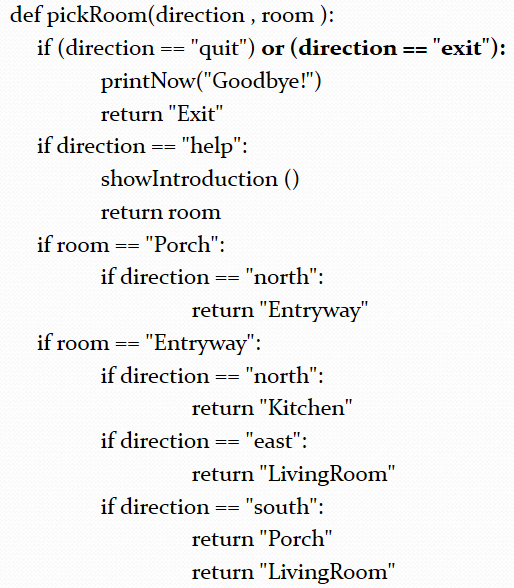 def pickRoom(direction , room ):
if (direction == "quit") or (direction == "exit"):
printNow("Goodbye!")
return "Exit"
if direction == "help":
showIntroduction ()
return room
if room == "Porch":
if direction == "north":
return "Entryway"
if room == "Entryway":
if direction == "north":
return "Kitchen"
if direction == "east":
return "LivingRoom"
if direction == "south":
return "Porch"
return "LivingRoom"